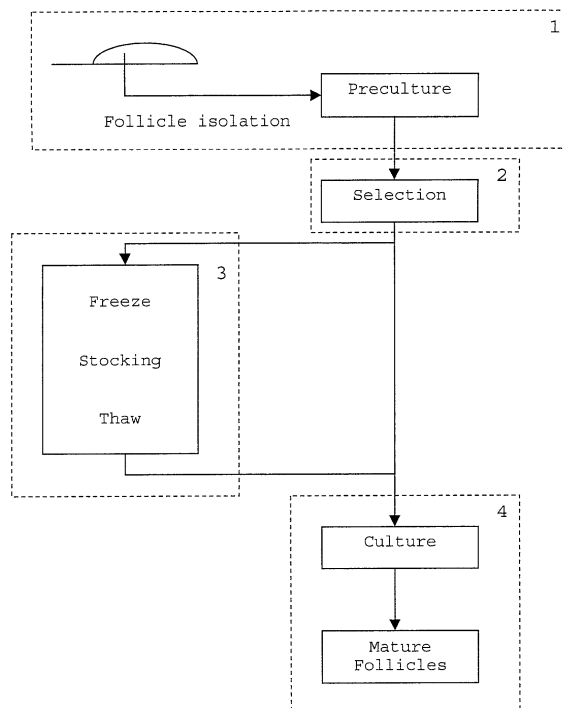 1
Preculture
Follicle isolation
2
Selection
3
Freeze
Stocking
Thaw
4
Culture
Mature
Follicles